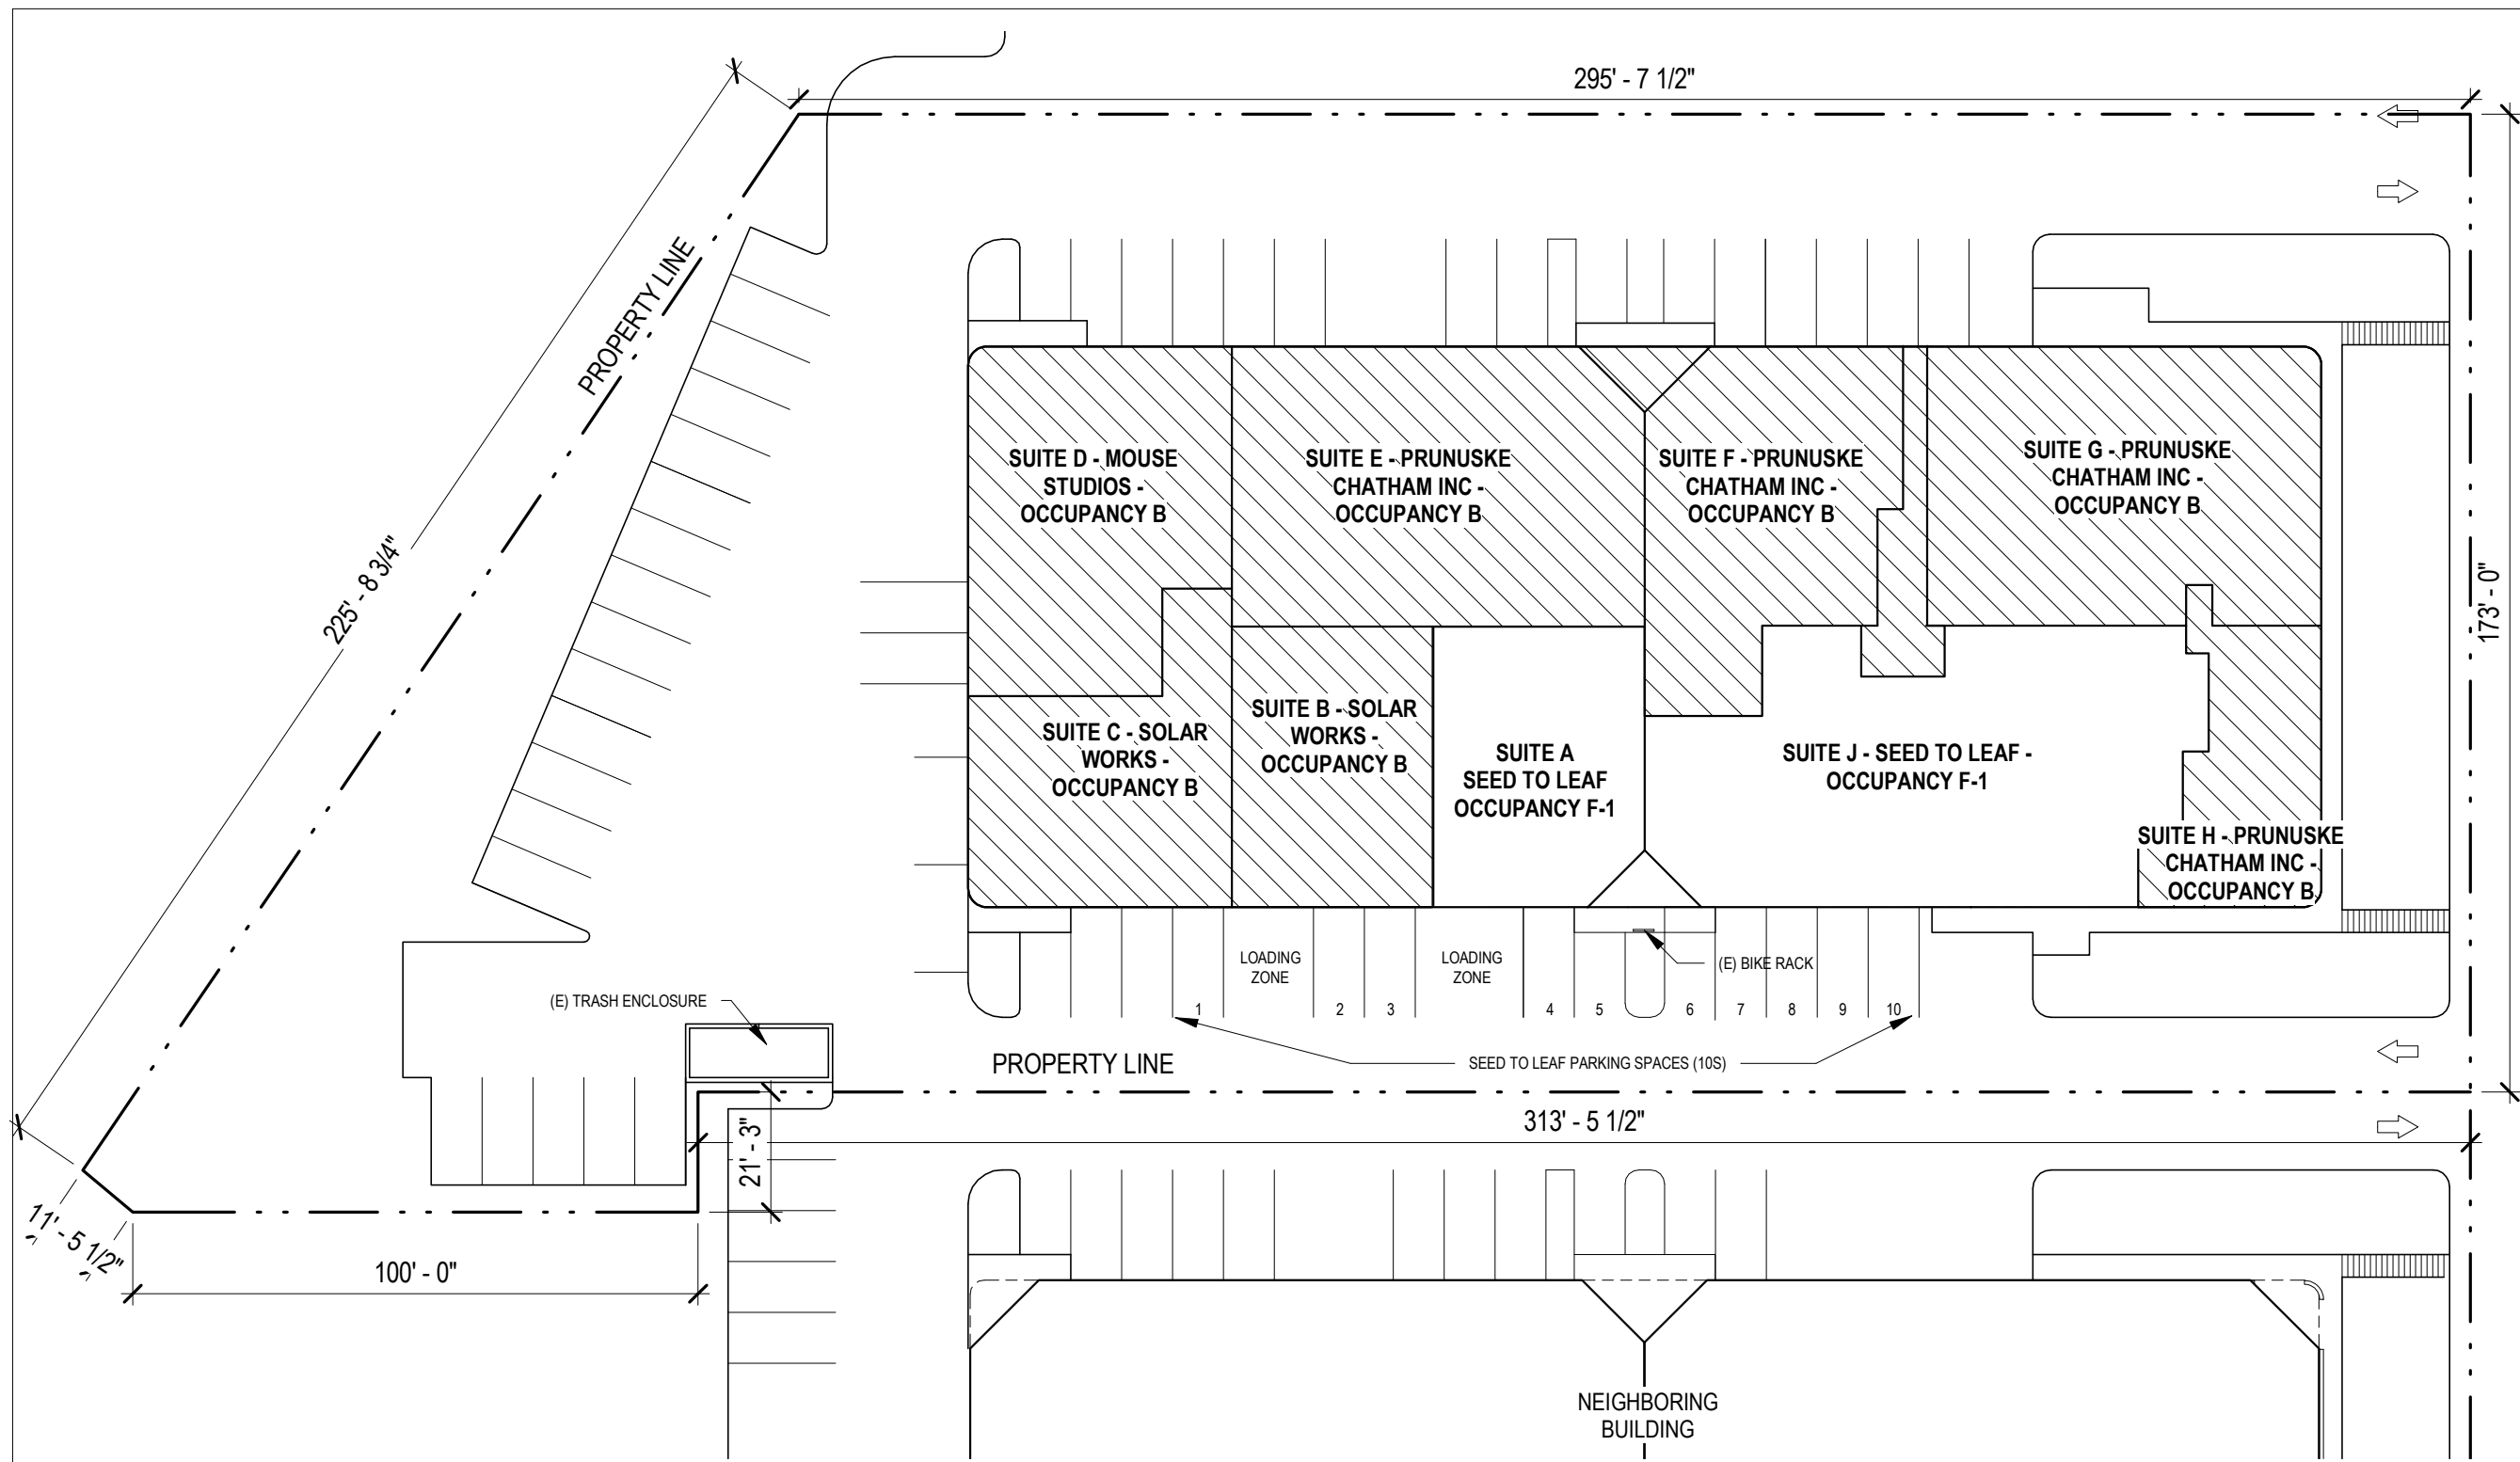 295' - 7 1/2"
PROPERTY LINE
225' - 8 3/4"
173' - 0"
SUITE D - MOUSE
STUDIOS -
OCCUPANCY B
SUITE E - PRUNUSKE
CHATHAM INC -
OCCUPANCY B
SUITE F - PRUNUSKE
CHATHAM INC -
OCCUPANCY B
SUITE G - PRUNUSKE
CHATHAM INC -
OCCUPANCY B
SUITE C - SOLAR
WORKS -
OCCUPANCY B
SUITE B - SOLAR
WORKS -
OCCUPANCY B
SUITE A
SEED TO LEAF
OCCUPANCY F-1
SUITE J - SEED TO LEAF -
OCCUPANCY F-1
SUITE H - PRUNUSKE
CHATHAM INC -
OCCUPANCY B
LOADING
ZONE
LOADING
ZONE
(E) BIKE RACK
(E) TRASH ENCLOSURE
1
2
3
4
5
6
7
8
9
10
PROPERTY LINE
SEED TO LEAF PARKING SPACES (10S)
313' - 5 1/2"
21' - 3"
11' - 5 1/2"
100' - 0"
NEIGHBORING
BUILDING